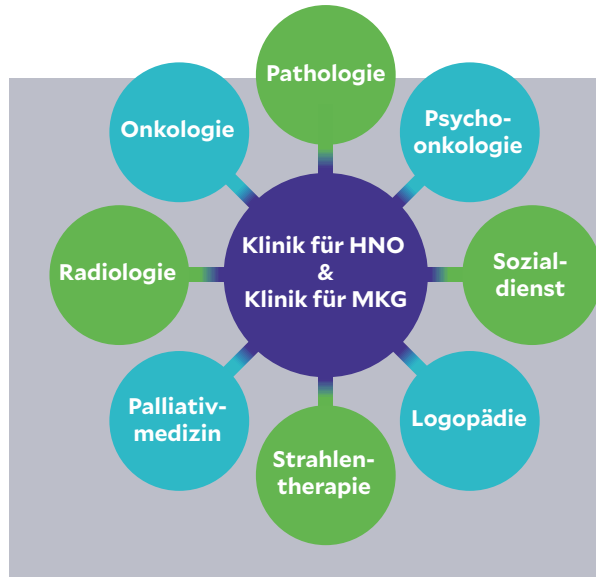 Pathologie
Onkologie
Psycho-
onkologie
Klinik für HNO
&
Klinik für MKG
Radiologie
Sozial-
dienst
Palliativ-
medizin
Logopädie
Strahlen-
therapie